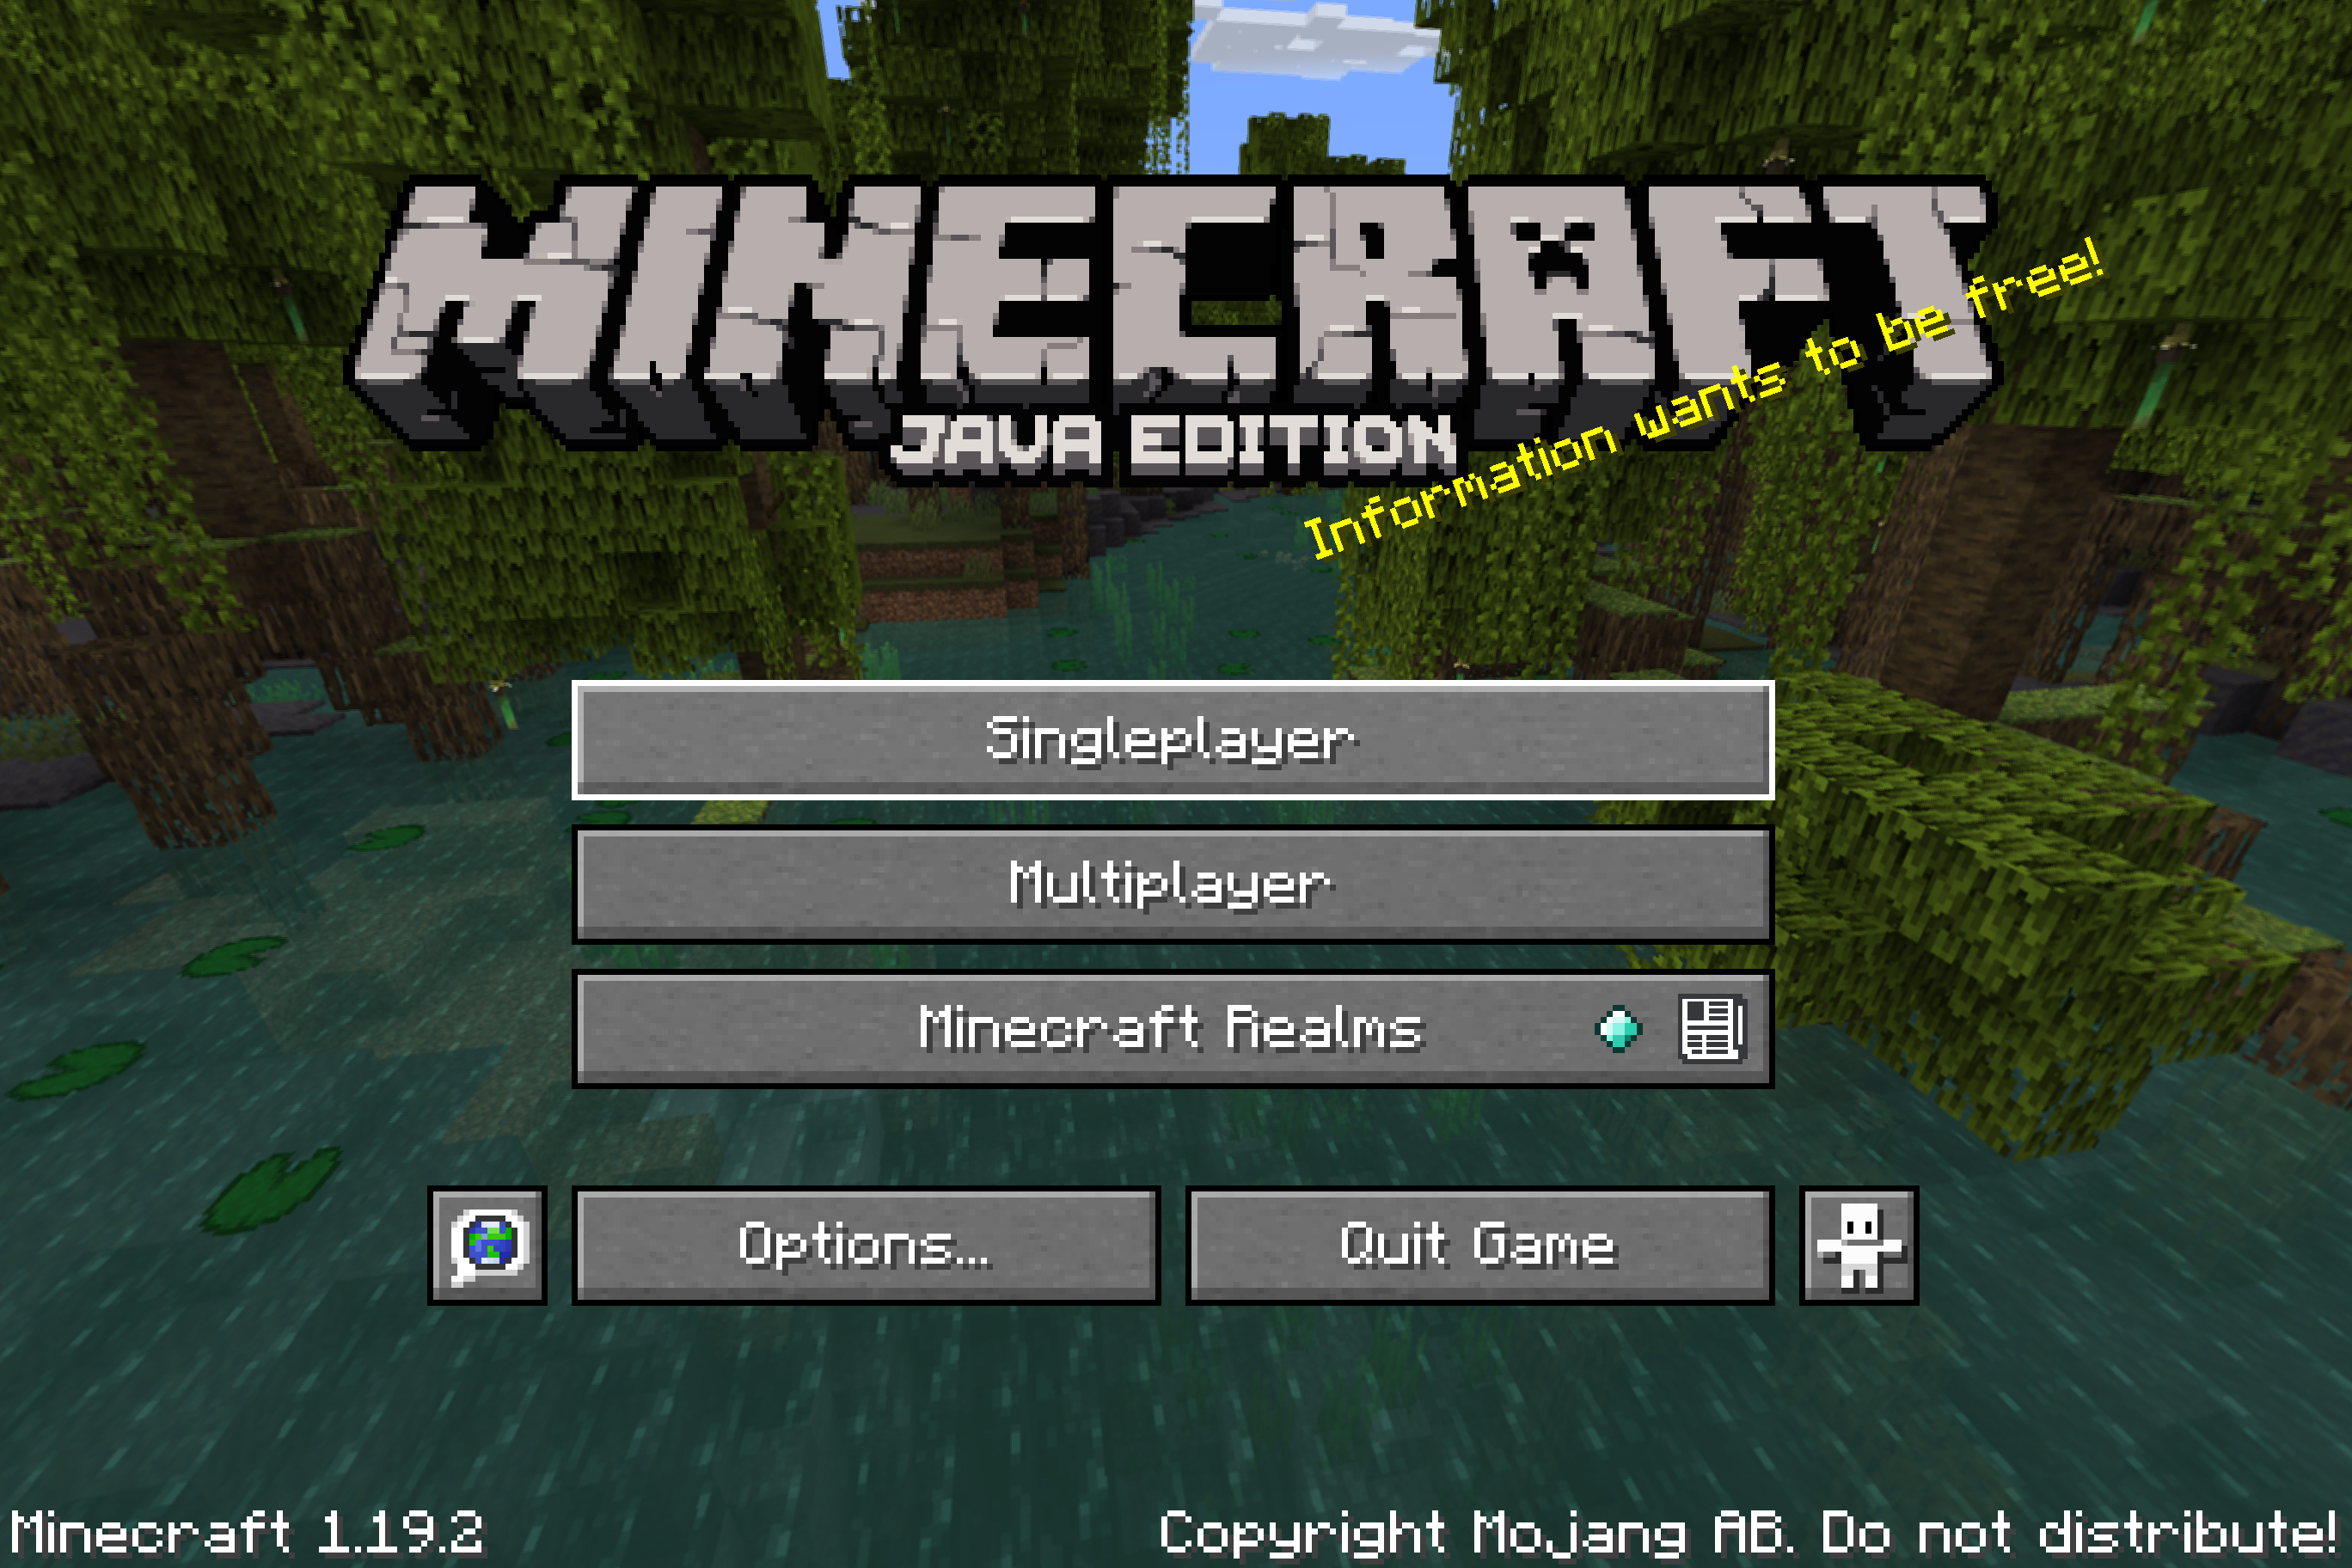 MINECRAFT
JAVA EDITION
Information wants to be free!
Singleplayer
Multiplayer
Minecraft Realms
Options...
Quit Game
Minecraft 1.19.2
Copyright Mojang AB. Do not distribute!